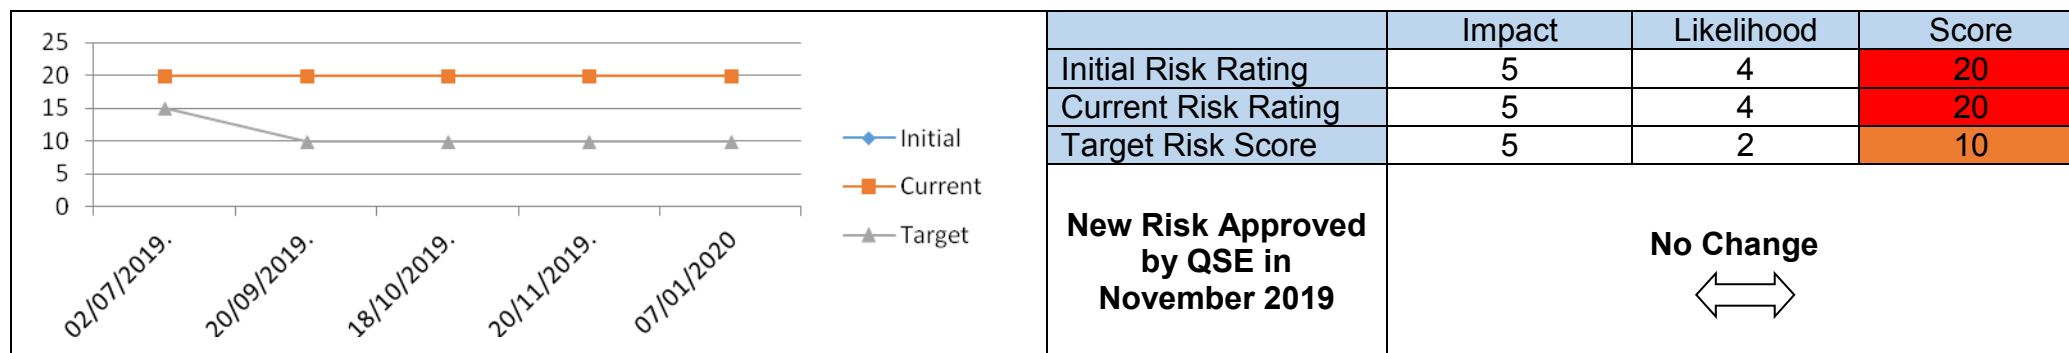 25
20
15
10
5
0
02/07/2019.
20/09/2019.
18/10/2019.
20/11/2019.
07/01/2020
Initial
Current
Target
Impact Likelihood Score
Initial Risk Rating 5 4 20
Current Risk Rating 5 4 20
Target Risk Score 5 2 10
New Risk Approved
by QSE in
November 2019
No Change